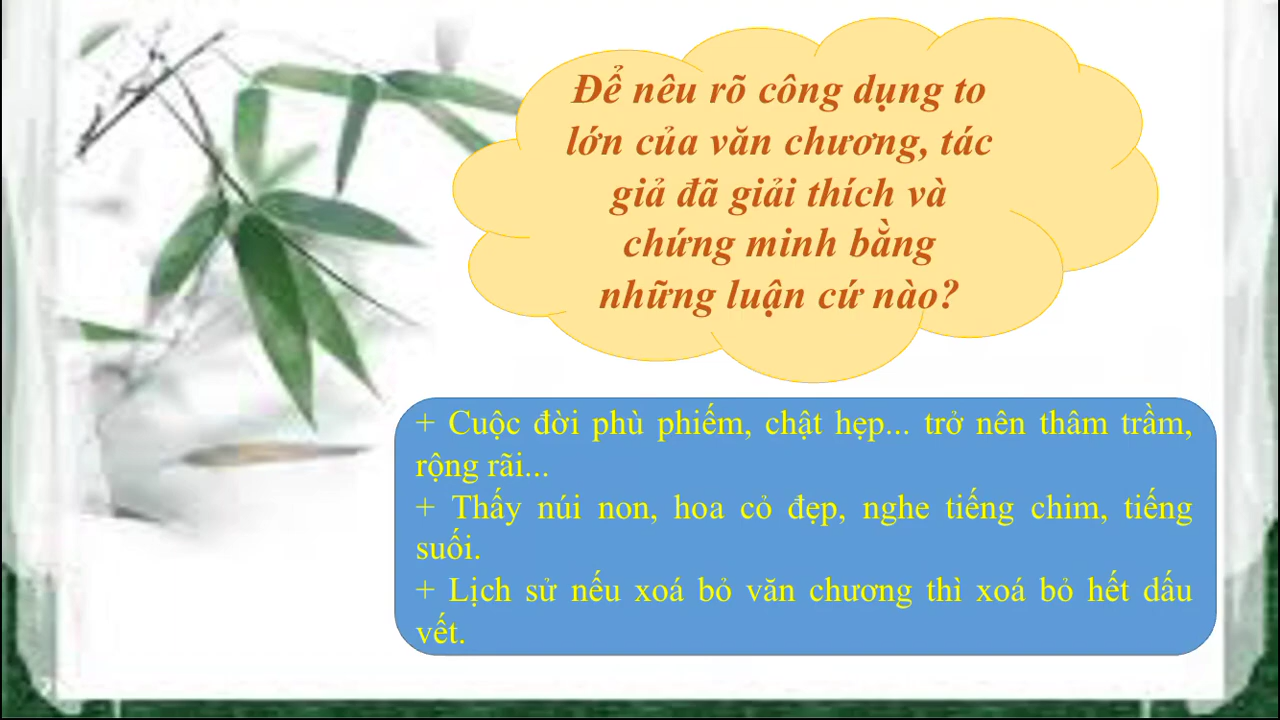 Để nêu rõ công dụng to
lớn của văn chương, tác
giả đã giải thích và
chứng minh bằng
những luận cứ nào?
+ Cuộc đời phù phiếm, chật hẹp... trở nên thâm trầm,
rộng rãi...
+ Thấy núi non, hoa cỏ đẹp, nghe tiếng chim, tiếng
suối.
+ Lịch sử nếu xoá bỏ văn chương thì xoá bỏ hết dấu
vết.